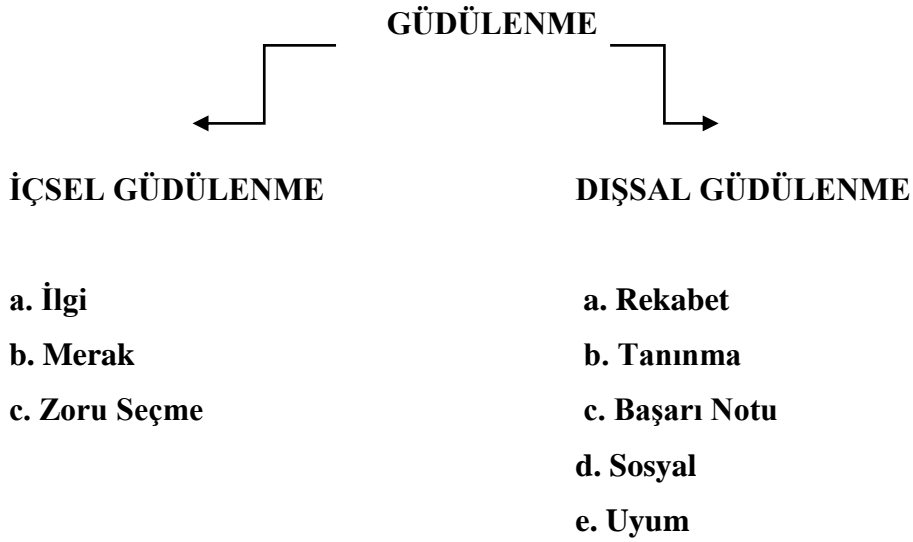 GÜDÜLENME
İÇSEL GÜDÜLENME
a. İlgi
b. Merak
c. Zoru Seçme
DIŞSAL GÜDÜLENME
a. Rekabet
b. Tanınma
c. Başarı Notu
d. Sosyal
e. Uyum